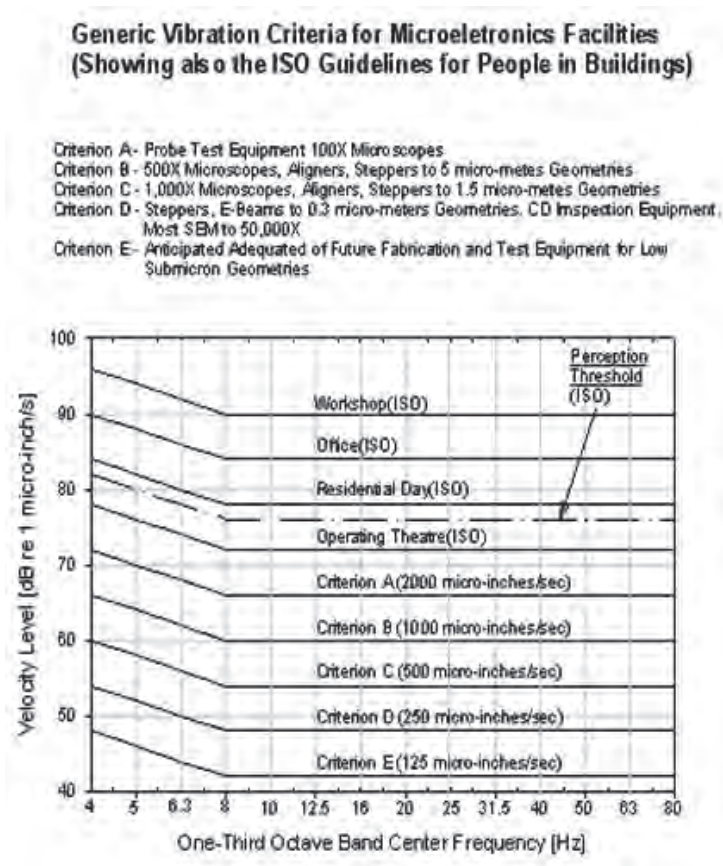 Generic Vibration Criteria for Microeletronics Facilities
(Showing also the ISO Guidelines for People in Buildings)
Criterion A - Probe Test Equipment 100X Microscopes
Criterion B - 500X Microscopes, Aligners, Steppers to 5 micro-metes Geometries
Criterion C - 1,000X Microscopes, Aligners, Steppers to 1.5 micro-metes Geometries
Criterion D - Steppers, E-Beams to 0.3 micro-meters Geometries, CD Imspection Equipment,
Most SEM to 50,000X
Criterion E - Anticipated Adequated of Future Fabrication and Test Equipment for Low
Submicron Geometries
100
90
80
70
60
50
40
Velocity Level [dB re 1 micro-inch/s]
Perception
Threshold
(ISO)
Workshop(ISO)
Office(ISO)
Residential Day(ISO)
Operating Theatre(ISO)
Criterion A(2000 micro-inches/sec)
Criterion B (1000 micro-inches/sec)
Criterion C (500 micro-inches/sec)
Criterion D (250 micro-inches/sec)
Criterion E(125 micro-inches/sec)
4 5 6.3 8 10 12.5 16 20 25 31.5 40 50 63 80
One-Third Octave Band Center Frequency [Hz]